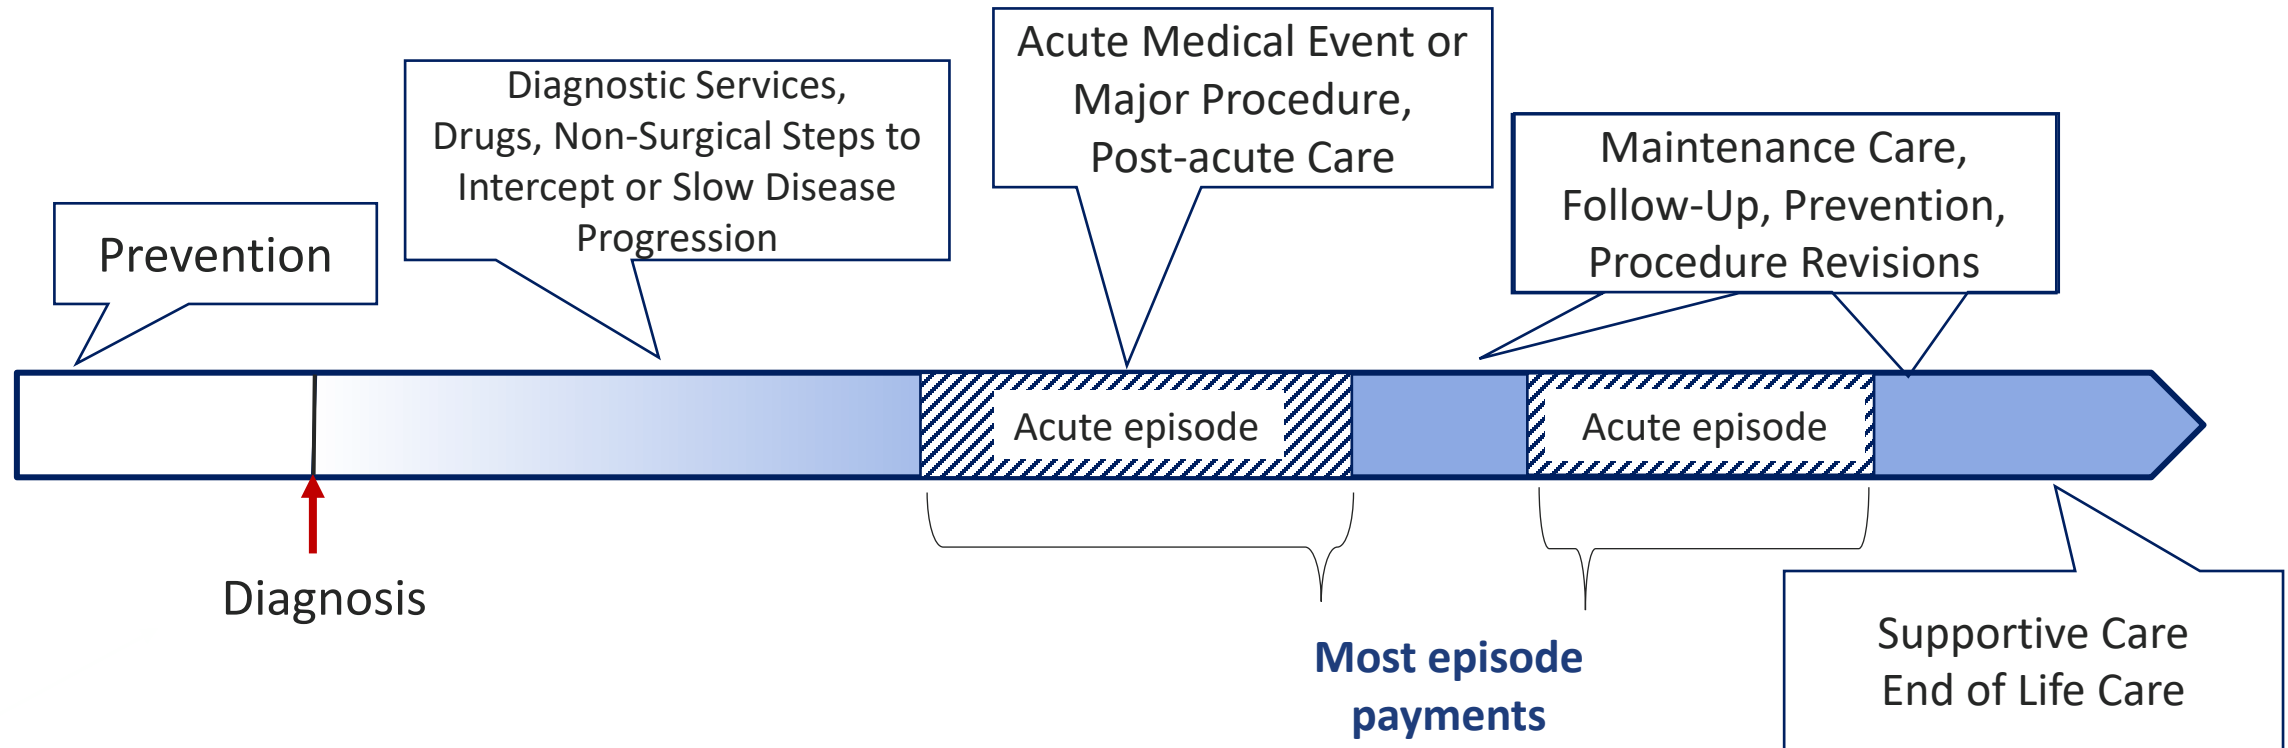 Prevention
Diagnostic Services,
Drugs, Non-Surgical Steps to
Intercept or Slow Disease
Progression
Acute Medical Event or
Major Procedure,
Post-acute Care
Maintenance Care,
Follow-Up, Prevention,
Procedure Revisions
Acute episode
Acute episode
Diagnosis
Most episode
payments
Supportive Care
End of Life Care